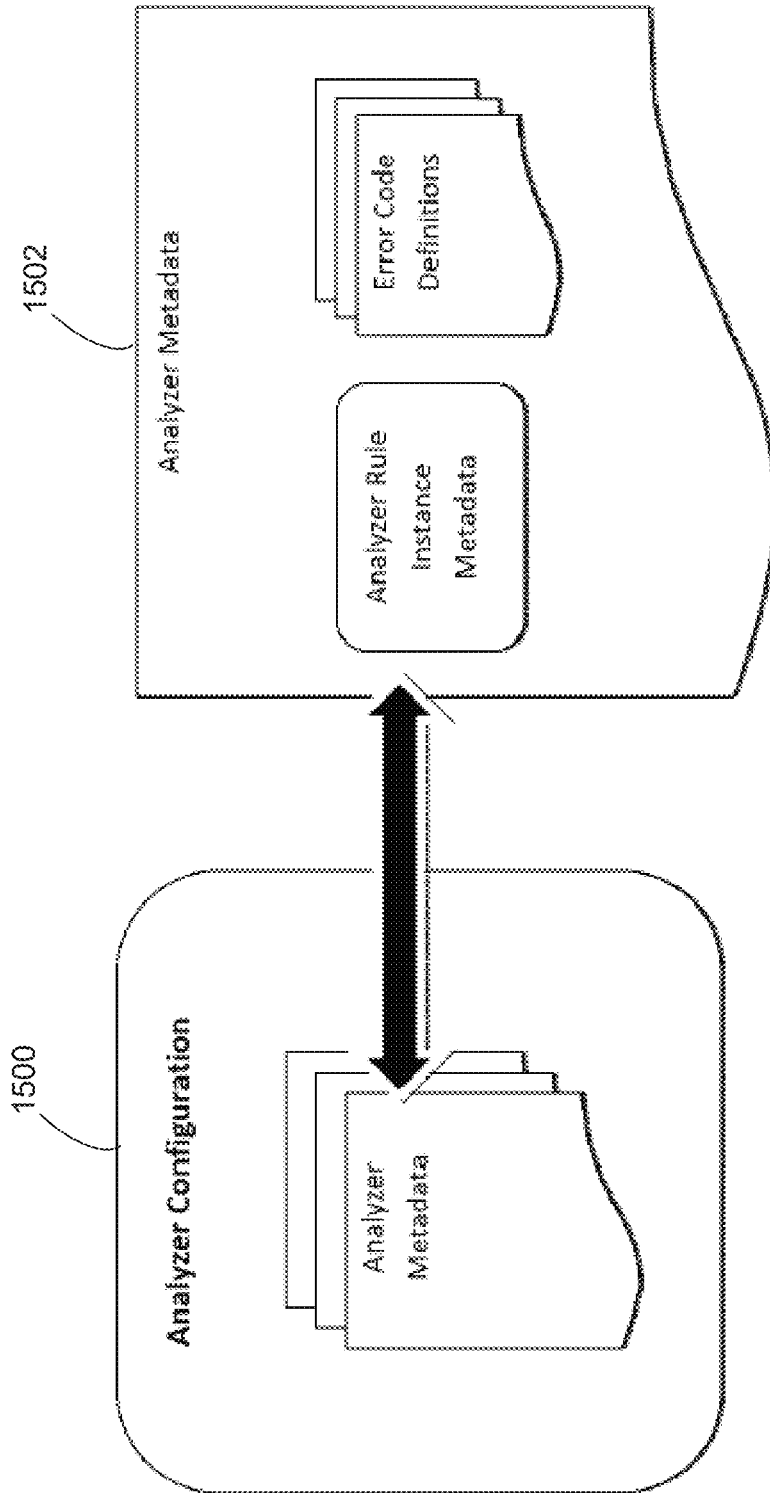 1500
Analyzer Configuration
Analyzer
Metadata
1502
Analyzer Metadata
Analyzer Rule
Instance
Metadata
Error Code
Definitions